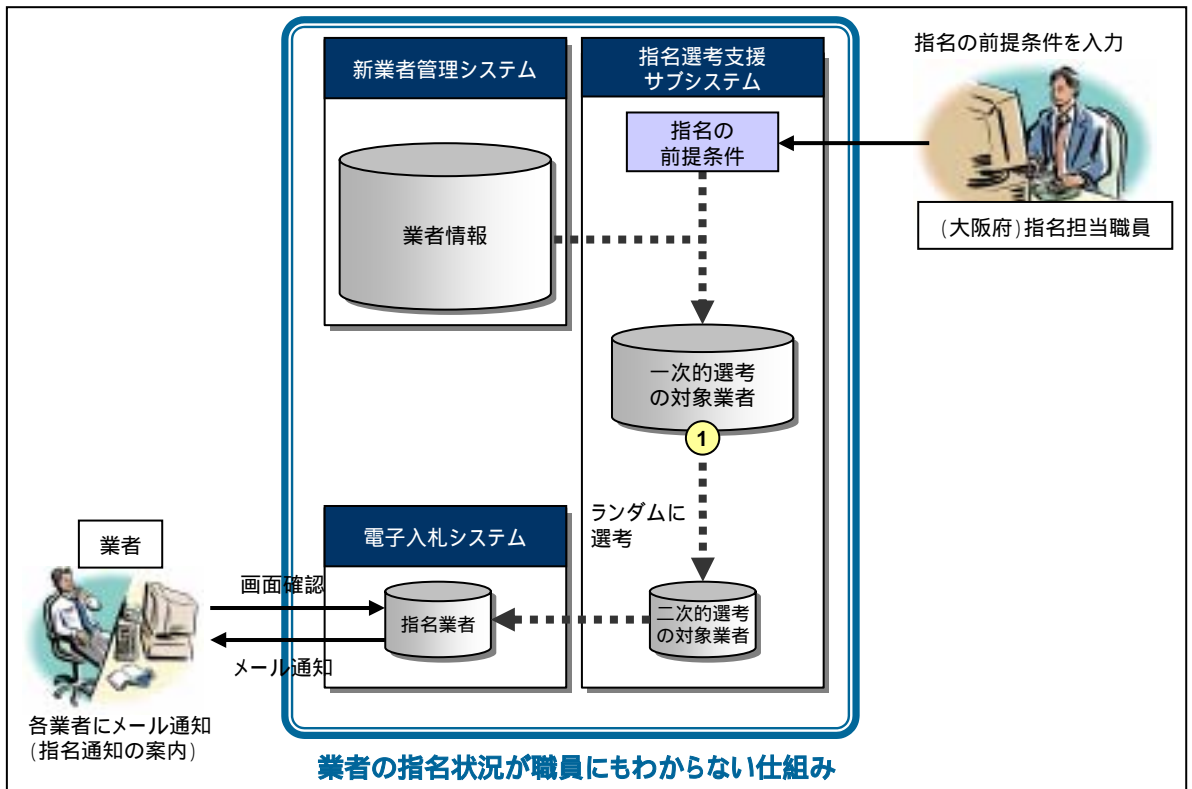 新業者管理システム
指名選考支援
サブシステム
指名の前提条件を入力
指名の
前提条件
業者情報
(大阪府)指名担当職員
一次的選考
の対象業者
1
ランダムに
選考
電子入札システム
業者
画面確認
指名業者
二次的選考
の対象業者
メール通知
各業者にメール通知
(指名通知の案内)
業者の指名状況が職員にもわからない仕組み